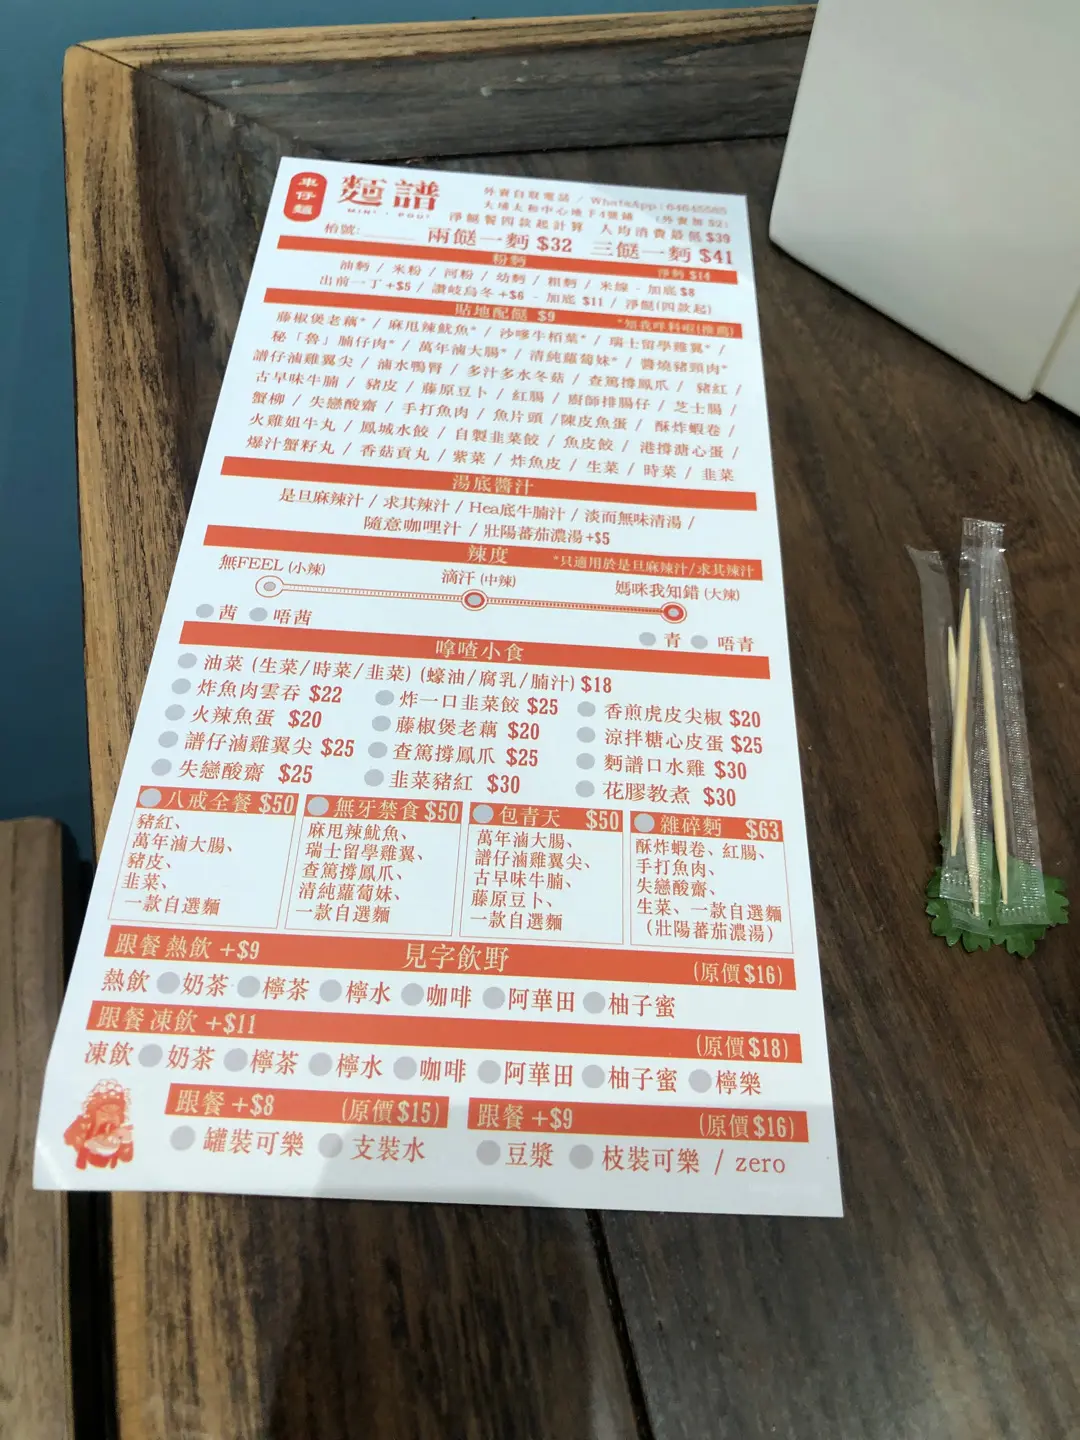 車仔麵
麵譜
MIN⁴ · POU²
外賣自取電話 / WhatsApp:64645565
大埔太和中心地下4號舖 (外賣加$2)
淨餸餐四款起計算 人均消費最低$39
枱號:
兩餸一麪 $32 三餸一麪 $41
粉麪 淨麪 $14
油麪 / 米粉 / 河粉 / 幼麪 / 粗麪 / 米線 - 加底 $8
出前一丁+$5 / 讚岐烏冬+$6 - 加底 $11 / 淨餸(四款起)
貼地配餸 $9 *知我咩料啦(推薦)
藤椒煲老藕* / 麻甩辣魷魚* / 沙嗲牛栢葉* / 瑞士留學雞翼* /
秘「魯」腩仔肉* / 萬年滷大腸* / 清純蘿蔔妹* / 醬燒豬頸肉*
譜仔滷雞翼尖 / 滷水鴨腎 / 多汁多水冬菇 / 查篤撐鳳爪 / 豬紅 /
古早味牛腩 / 豬皮 / 藤原豆卜 / 紅腸 / 廚師排腸仔 / 芝士腸 /
蟹柳 / 失戀酸齋 / 手打魚肉 / 魚片頭 / 陳皮魚蛋 / 酥炸蝦卷 /
火雞姐牛丸 / 鳳城水餃 / 自製韭菜餃 / 魚皮餃 / 港撐溏心蛋 /
爆汁蟹籽丸 / 香菇貢丸 / 紫菜 / 炸魚皮 / 生菜 / 時菜 / 韭菜
湯底醬汁
是旦麻辣汁 / 求其辣汁 / Hea底牛腩汁 / 淡而無味清湯 /
隨意咖哩汁 / 壯陽蕃茄濃湯+$5
辣度 *只適用於是旦麻辣汁/求其辣汁
無FEEL (小辣) 滴汗 (中辣) 媽咪我知錯 (大辣)
茜 唔茜 青 唔青
嗱喳小食
油菜 (生菜/時菜/韭菜) (蠔油/腐乳/腩汁) $18
炸魚肉雲吞 $22 炸一口韭菜餃 $25 香煎虎皮尖椒 $20
火辣魚蛋 $20 藤椒煲老藕 $20 涼拌糖心皮蛋 $25
譜仔滷雞翼尖 $25 查篤撐鳳爪 $25 麪譜口水雞 $30
失戀酸齋 $25 韭菜豬紅 $30 花膠教煮 $30
八戒全餐 $50
豬紅、
萬年滷大腸、
豬皮、
韭菜、
一款自選麵
無牙禁食 $50
麻甩辣魷魚、
瑞士留學雞翼、
查篤撐鳳爪、
清純蘿蔔妹、
一款自選麵
包青天 $50
萬年滷大腸、
譜仔滷雞翼尖、
古早味牛腩、
藤原豆卜、
一款自選麵
雜碎麪 $63
酥炸蝦卷、紅腸、
手打魚肉、
失戀酸齋、
生菜、一款自選麵
(壯陽蕃茄濃湯)
跟餐 熱飲 +$9 見字飲野 (原價 $16)
熱飲 奶茶 檸茶 檸水 咖啡 阿華田 柚子蜜
跟餐 凍飲 +$11 (原價 $18)
凍飲 奶茶 檸茶 檸水 咖啡 阿華田 柚子蜜 檸樂
跟餐 +$8 (原價 $15)
罐裝可樂 支裝水
跟餐 +$9 (原價 $16)
豆漿 枝裝可樂 / zero